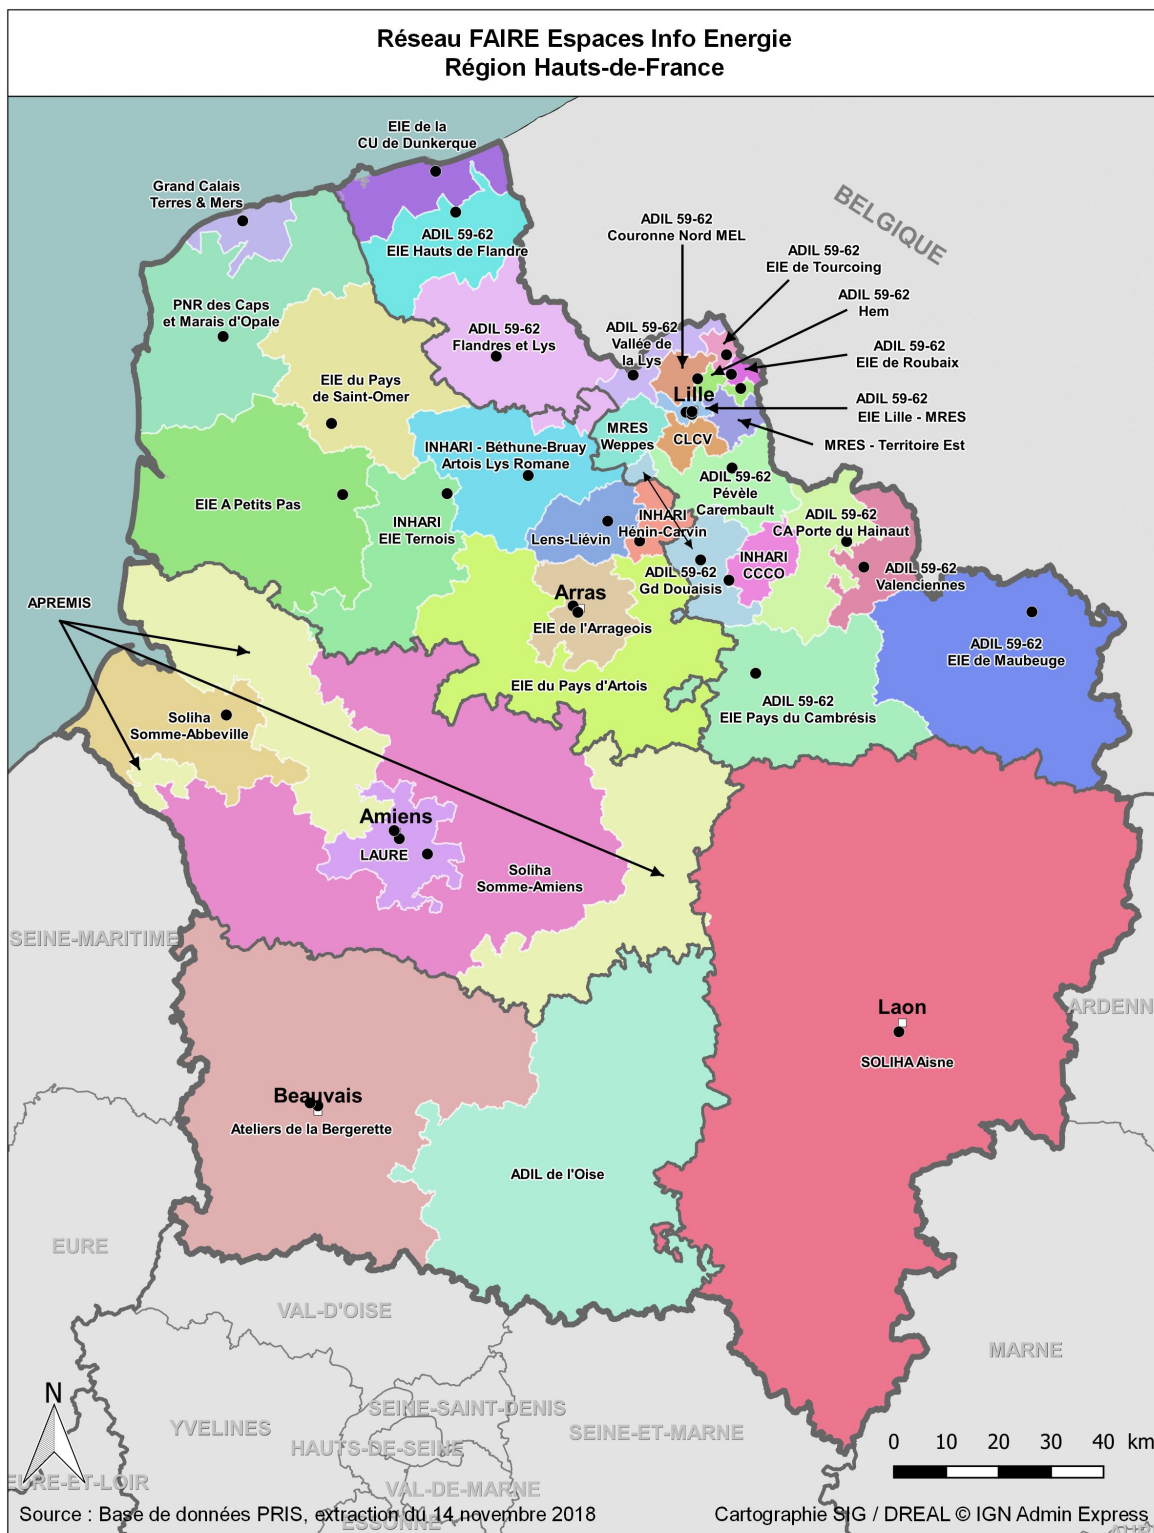 Réseau FAIRE Espaces Info Energie
Région Hauts-de-France
EIE de la
CU de Dunkerque
Grand Calais
Terres & Mers
BELGIQUE
ADIL 59-62
Couronne Nord MEL
ADIL 59-62
EIE Hauts de Flandre
ADIL 59-62
EIE de Tourcoing
ADIL 59-62
Hem
PNR des Caps
et Marais d'Opale
ADIL 59-62
Flandres et Lys
ADIL 59-62
Vallée de
la Lys
ADIL 59-62
EIE de Roubaix
EIE du Pays
de Saint-Omer
Lille
ADIL 59-62
EIE Lille - MRES
MRES
Weppes
CLCV
MRES - Territoire Est
INHARI - Béthune-Bruay
Artois Lys Romane
ADIL 59-62
Pévèle
Carembault
EIE A Petits Pas
INHARI
EIE Ternois
Lens-Liévin
INHARI
Hénin-Carvin
ADIL 59-62
CA Porte du Hainaut
INHARI
CCCO
ADIL 59-62
Gd Douaisis
ADIL 59-62
Valenciennes
APREMIS
Arras
EIE de l'Arrageois
ADIL 59-62
EIE de Maubeuge
EIE du Pays d'Artois
ADIL 59-62
EIE Pays du Cambrésis
Soliha
Somme-Abbeville
Amiens
LAURE
Soliha
Somme-Amiens
SEINE-MARITIME
Laon
ARDENN
SOLIHA Aisne
Beauvais
Ateliers de la Bergerette
ADIL de l'Oise
EURE
VAL-D'OISE
MARNE
N
YVELINES
SEINE-SAINT-DENIS
HAUTS-DE-SEINE
SEINE-ET-MARNE
0 10 20 30 40 km
EURE-ET-LOIR
VAL-DE-MARNE
Source : Base de données PRIS, extraction du 14 novembre 2018
Cartographie SIG / DREAL © IGN Admin Express
ESSONNE